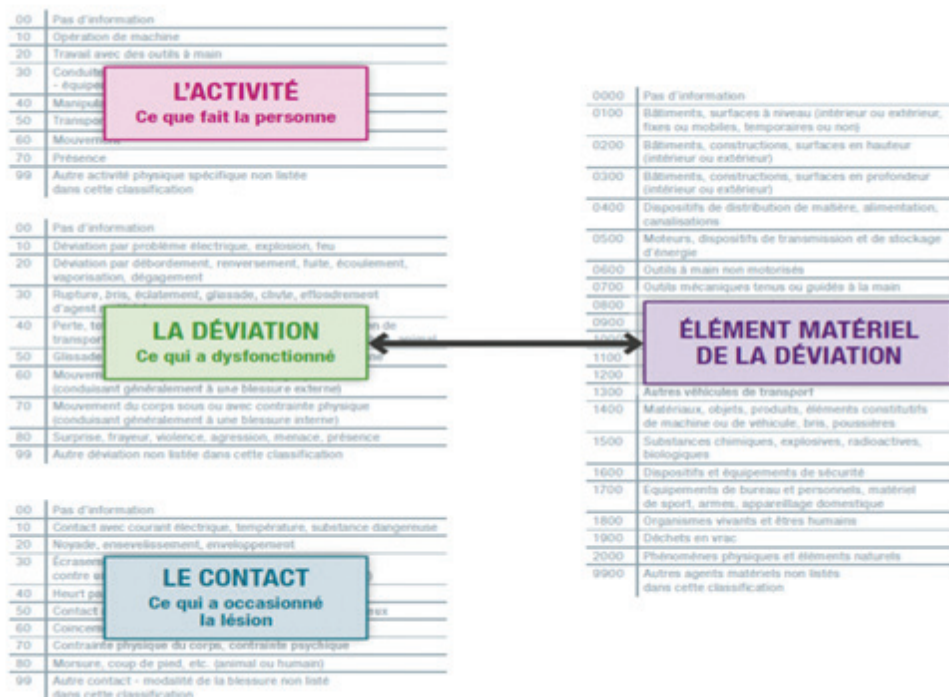 00 Pas d'information
10 Opération de machine
20 Travail avec des outils à main
30 Conduite
- équipe
40 Manipula
50 Transpor
60 Mouvement
70 Présence
99 Autre activité physique spécifique non listée
dans cette classification
L'ACTIVITÉ
Ce que fait la personne
00 Pas d'information
10 Déviation par problème électrique, explosion, feu
20 Déviation par débordement, renversement, fuite, écoulement,
vaporisation, dégagement
30 Rupture, bris, éclatement, glissade, chute, effondrement
d'agent
40 Perte, de
transport animal
50 Glissade
60 Mouvem
(conduisant généralement à une blessure externe)
70 Mouvement du corps sous ou avec contrainte physique
(conduisant généralement à une blessure interne)
80 Surprise, frayeur, violence, agression, menace, présence
99 Autre déviation non listée dans cette classification
LA DÉVIATION
Ce qui a dysfonctionné
00 Pas d'information
10 Contact avec courant électrique, température, substance dangereuse
20 Noyade, ensevelissement, enveloppement
30 Écrasem
contre
40 Heurt pa
50 Contact
60 Coincem
70 Contrainte physique du corps, contrainte psychique
80 Morsure, coup de pied, etc. (animal ou humain)
99 Autre contact - modalité de la blessure non listé
dans cette classification
LE CONTACT
Ce qui a occasionné
la lésion
0000 Pas d'information
0100 Bâtiments, surfaces à niveau (intérieur ou extérieur,
fixes ou mobiles, temporaires ou non)
0200 Bâtiments, constructions, surfaces en hauteur
(intérieur ou extérieur)
0300 Bâtiments, constructions, surfaces en profondeur
(intérieur ou extérieur)
0400 Dispositifs de distribution de matière, alimentation,
canalisations
0500 Moteurs, dispositifs de transmission et de stockage
d'énergie
0600 Outils à main non motorisés
0700 Outils mécaniques tenus ou guidés à la main
0800
0900
1000
1100
1200
1300 Autres véhicules de transport
1400 Matériaux, objets, produits, éléments constitutifs
de machine ou de véhicule, bris, poussières
1500 Substances chimiques, explosives, radioactives,
biologiques
1600 Dispositifs et équipements de sécurité
1700 Equipements de bureau et personnels, matériel
de sport, armes, appareillage domestique
1800 Organismes vivants et êtres humains
1900 Déchets en vrac
2000 Phénomènes physiques et éléments naturels
9900 Autres agents matériels non listés
dans cette classification
ÉLÉMENT MATÉRIEL
DE LA DÉVIATION